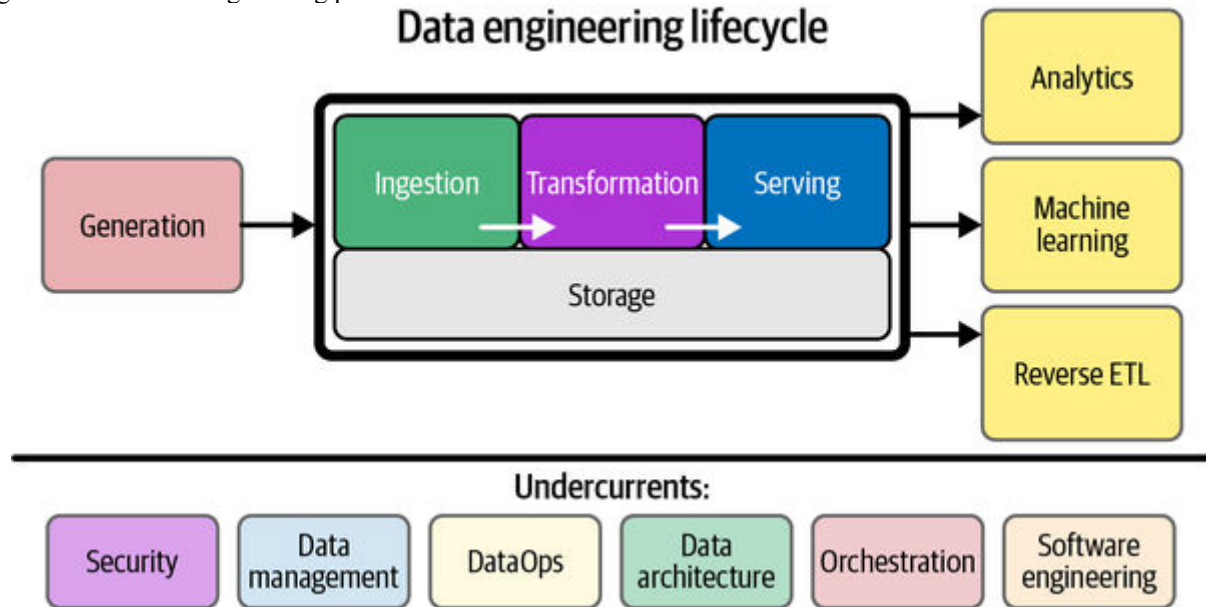 Data engineering lifecycle
Generation
Ingestion
Transformation
Serving
Storage
Analytics
Machine
learning
Reverse ETL
Undercurrents:
Security
Data
management
DataOps
Data
architecture
Orchestration
Software
engineering